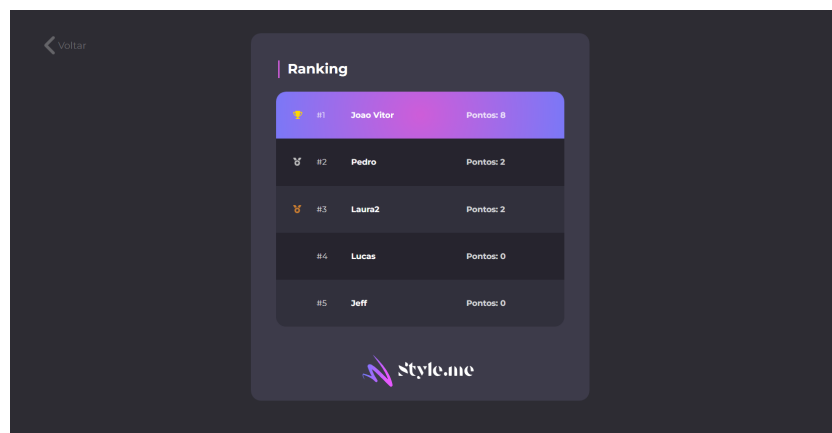 Voltar
Ranking
#1 Joao Vitor Pontos: 8
#2 Pedro Pontos: 2
#3 Laura2 Pontos: 2
#4 Lucas Pontos: 0
#5 Jeff Pontos: 0
Style.me